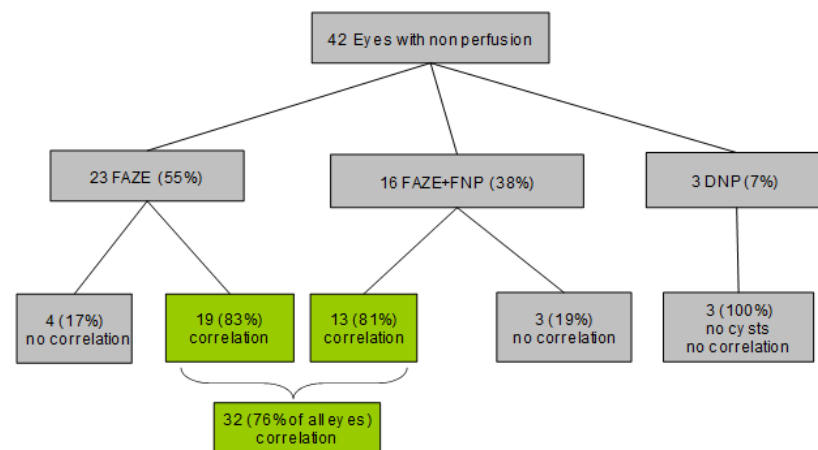 42 Eyes with non perfusion
23 FAZE (55%)
16 FAZE+FNP (38%)
3 DNP (7%)
4 (17%)
no correlation
19 (83%)
correlation
13 (81%)
correlation
3 (19%)
no correlation
3 (100%)
no cysts
no correlation
32 (76% of all eyes)
correlation